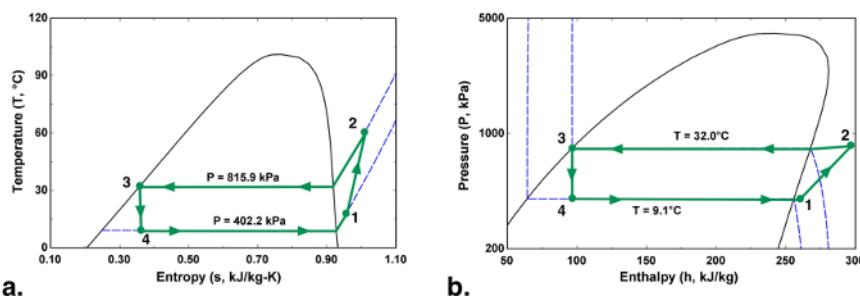 120
90
60
30
0
0.10
0.30
0.50
0.70
0.90
1.10
Temperature (T, °C)
Entropy (s, kJ/kg-K)
P = 815.9 kPa
P = 402.2 kPa
1
2
3
4
a.
5000
1000
200
50
100
150
200
250
300
Pressure (P, kPa)
Enthalpy (h, kJ/kg)
T = 32.0°C
T = 9.1°C
1
2
3
4
b.